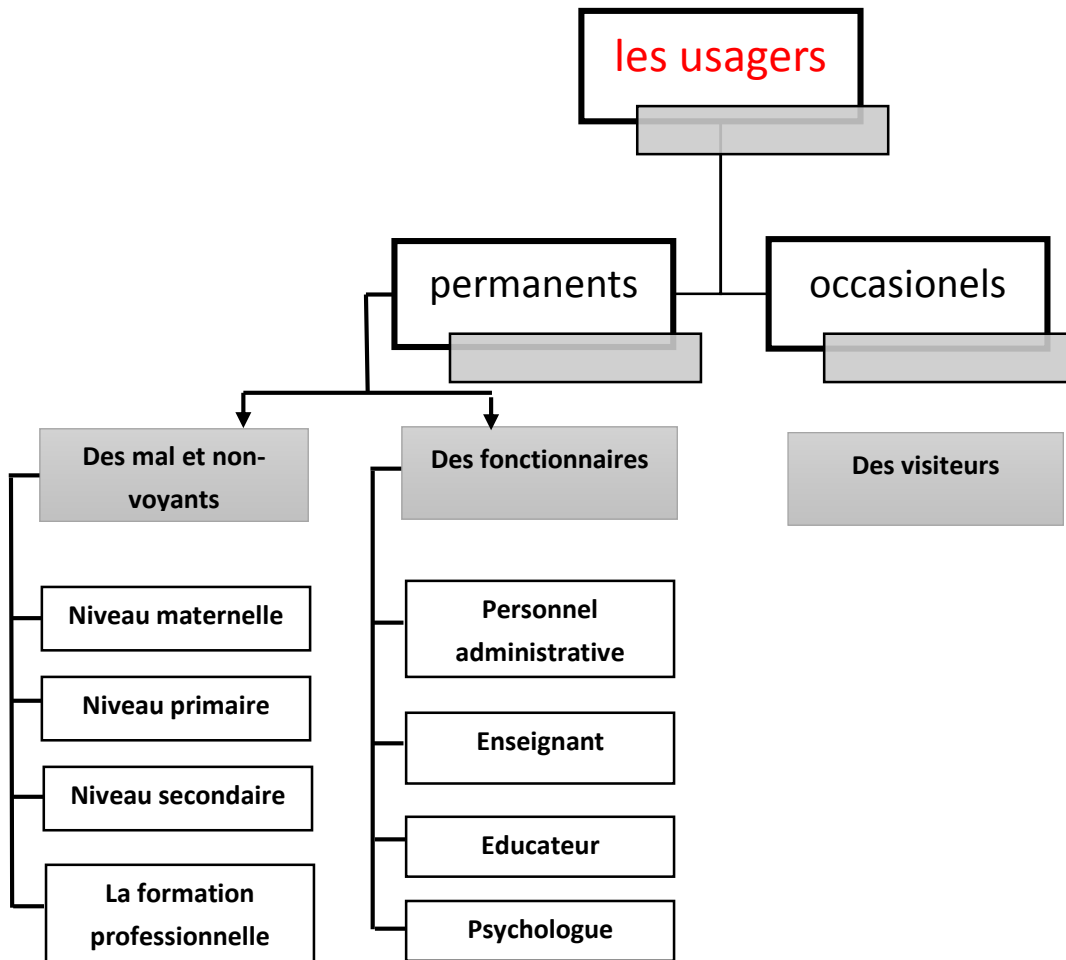 les usagers
permanents
occasionels
Des mal et non-
voyants
Des fonctionnaires
Des visiteurs
Niveau maternelle
Niveau primaire
Niveau secondaire
La formation
professionnelle
Personnel
administrative
Enseignant
Educateur
Psychologue